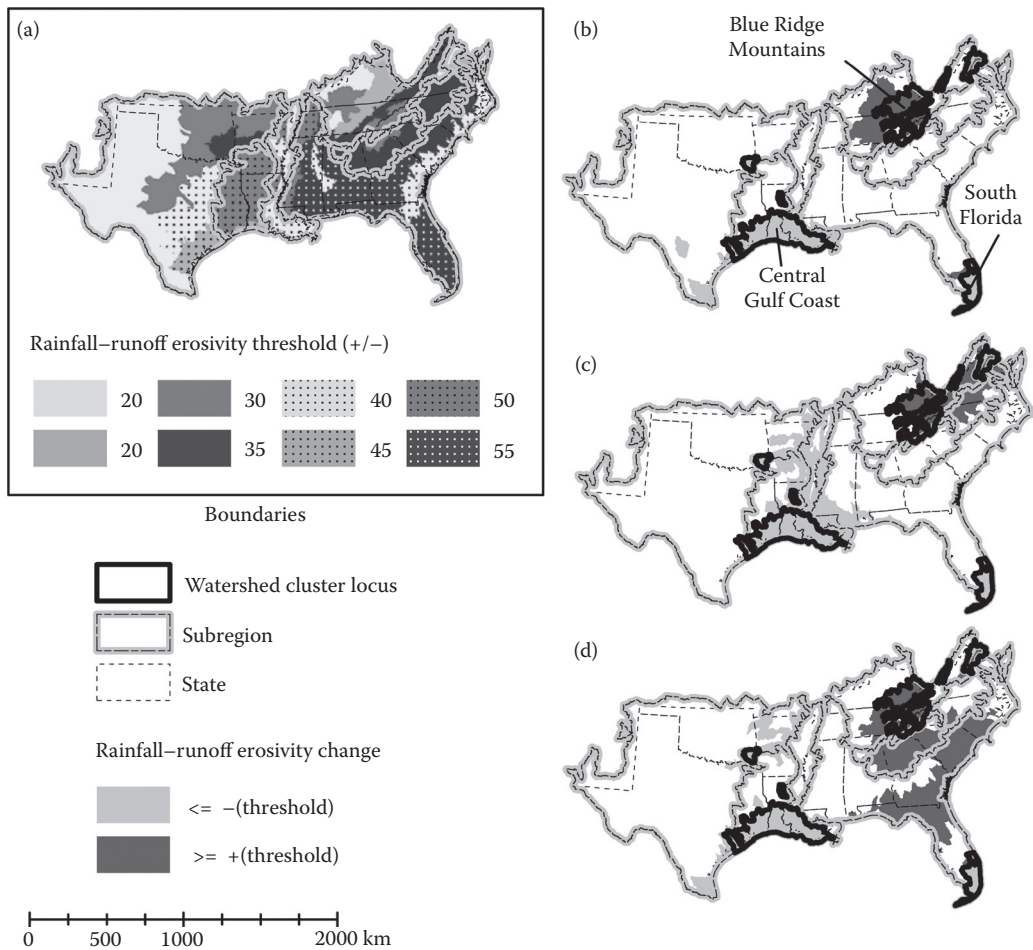 (a)
Rainfall–runoff erosivity threshold (+/–)
20 30 40 50
20 35 45 55
Boundaries
Watershed cluster locus
Subregion
State
Rainfall–runoff erosivity change
<= –(threshold)
>= +(threshold)
0 500 1000 2000 km
(b)
Blue Ridge
Mountains
South
Florida
Central
Gulf Coast
(c)
(d)